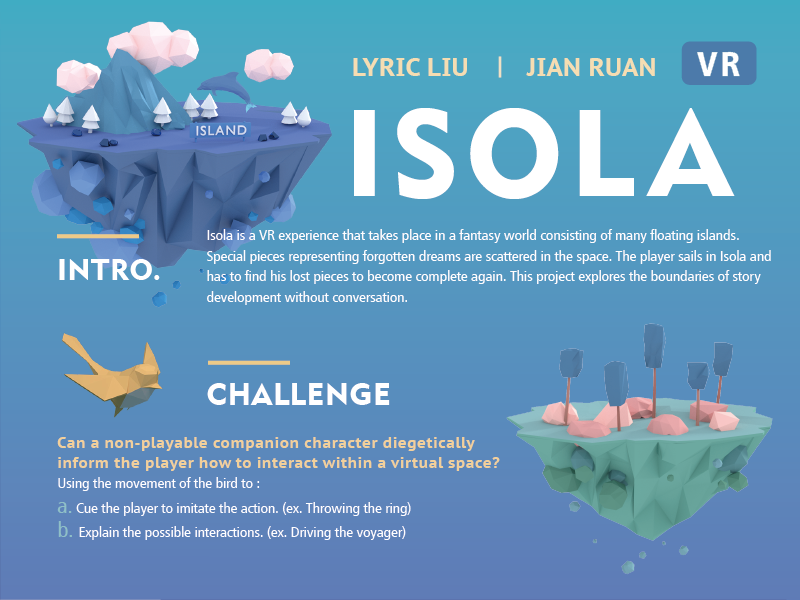 LYRIC LIU | JIAN RUAN VR
ISOLA
ISLAND
INTRO.
Isola is a VR experience that takes place in a fantasy world consisting of many floating islands.
Special pieces representing forgotten dreams are scattered in the space. The player sails in Isola and
has to find his lost pieces to become complete again. This project explores the boundaries of story
development without conversation.
CHALLENGE
Can a non-playable companion character diegetically
inform the player how to interact within a virtual space?
Using the movement of the bird to :
a. Cue the player to imitate the action. (ex. Throwing the ring)
b. Explain the possible interactions. (ex. Driving the voyager)